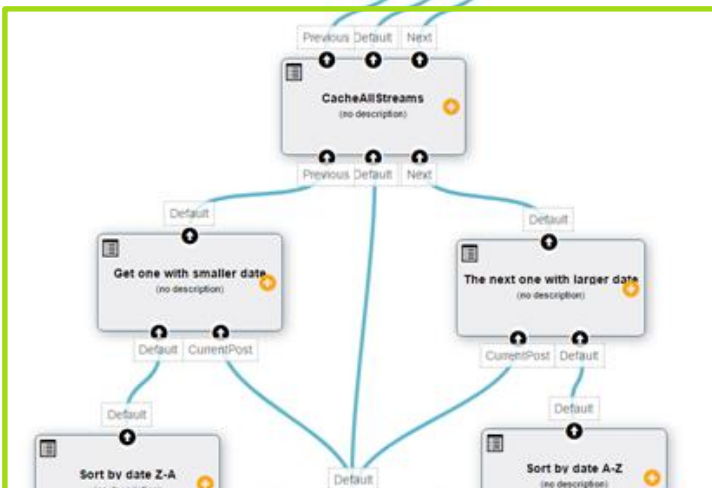 Previous Default Next
CacheAllStreams
(no description)
Previous Default Next
Default
Default
Get one with smaller date
(no description)
The next one with larger date
(no description)
Default CurrentPost
CurrentPost Default
Default
Default
Sort by date Z-A
(no description)
Sort by date A-Z
(no description)
Default